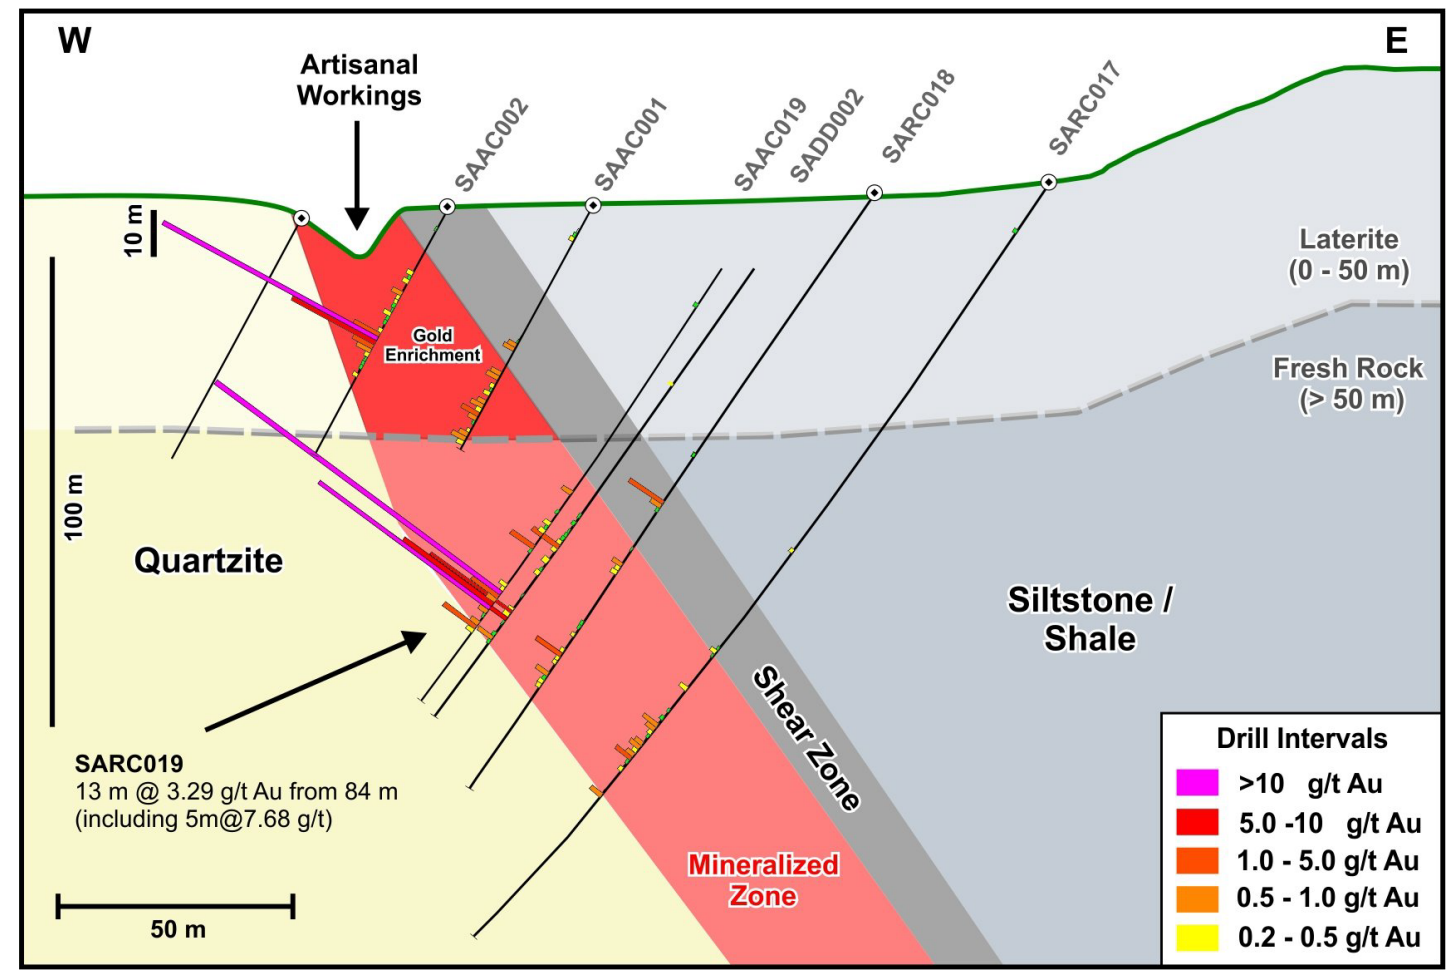 W
E
Artisanal
Workings
SAAC002
SAAC001
SAAC019
SADD002
SARC018
SARC017
10 m
Laterite
(0 - 50 m)
Gold
Enrichment
Fresh Rock
(> 50 m)
100 m
Quartzite
Siltstone /
Shale
Shear Zone
SARC019
13 m @ 3.29 g/t Au from 84 m
(including 5m@7.68 g/t)
Mineralized
Zone
50 m
Drill Intervals
>10 g/t Au
5.0 -10 g/t Au
1.0 - 5.0 g/t Au
0.5 - 1.0 g/t Au
0.2 - 0.5 g/t Au